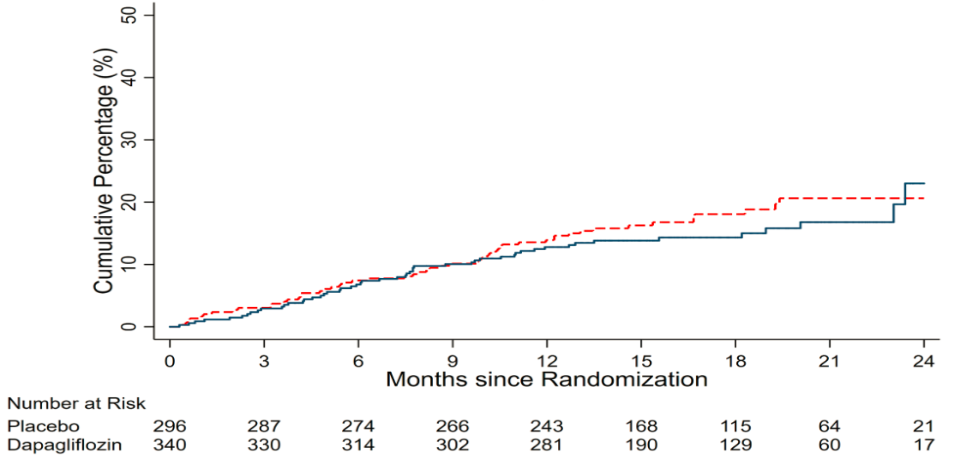 50
40
30
20
10
0
Cumulative Percentage (%)
0 3 6 9 12 15 18 21 24
Months since Randomization
Number at Risk
Placebo 296 287 274 266 243 168 115 64 21
Dapagliflozin 340 330 314 302 281 190 129 60 17